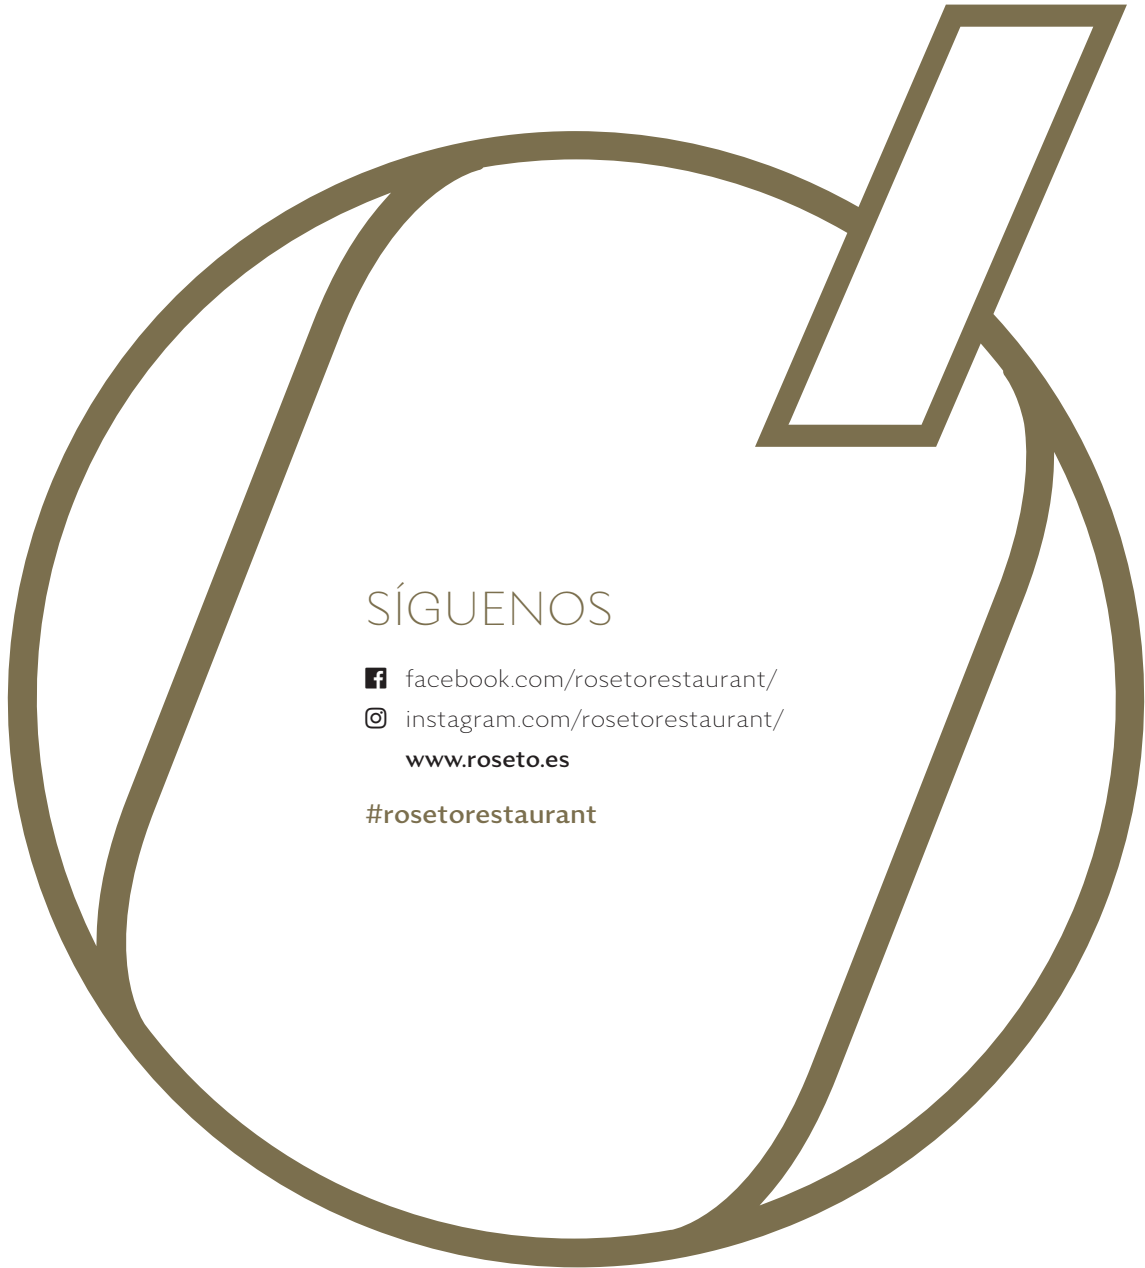 SÍGUENOS
facebook.com/rosetorestaurant/
instagram.com/rosetorestaurant/
www.roseto.es
#rosetorestaurant